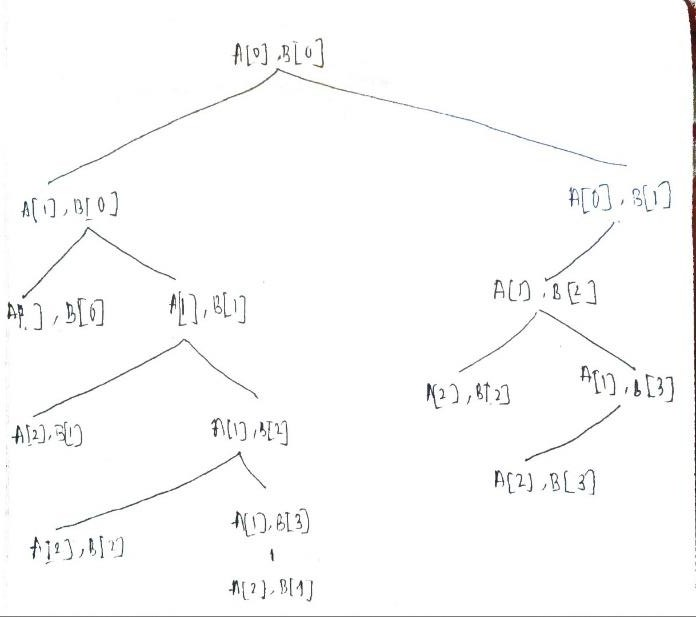 A[0], B[0]
A[1], B[0]
A[0], B[1]
], B[0]
A[1], B[1]
A[1], B[2]
A[2], B[2]
A[1], B[3]
A[2], B[1]
A[1], B[2]
A[2], B[3]
A[2], B[2]
A[1], B[3]
A[2], B[4]